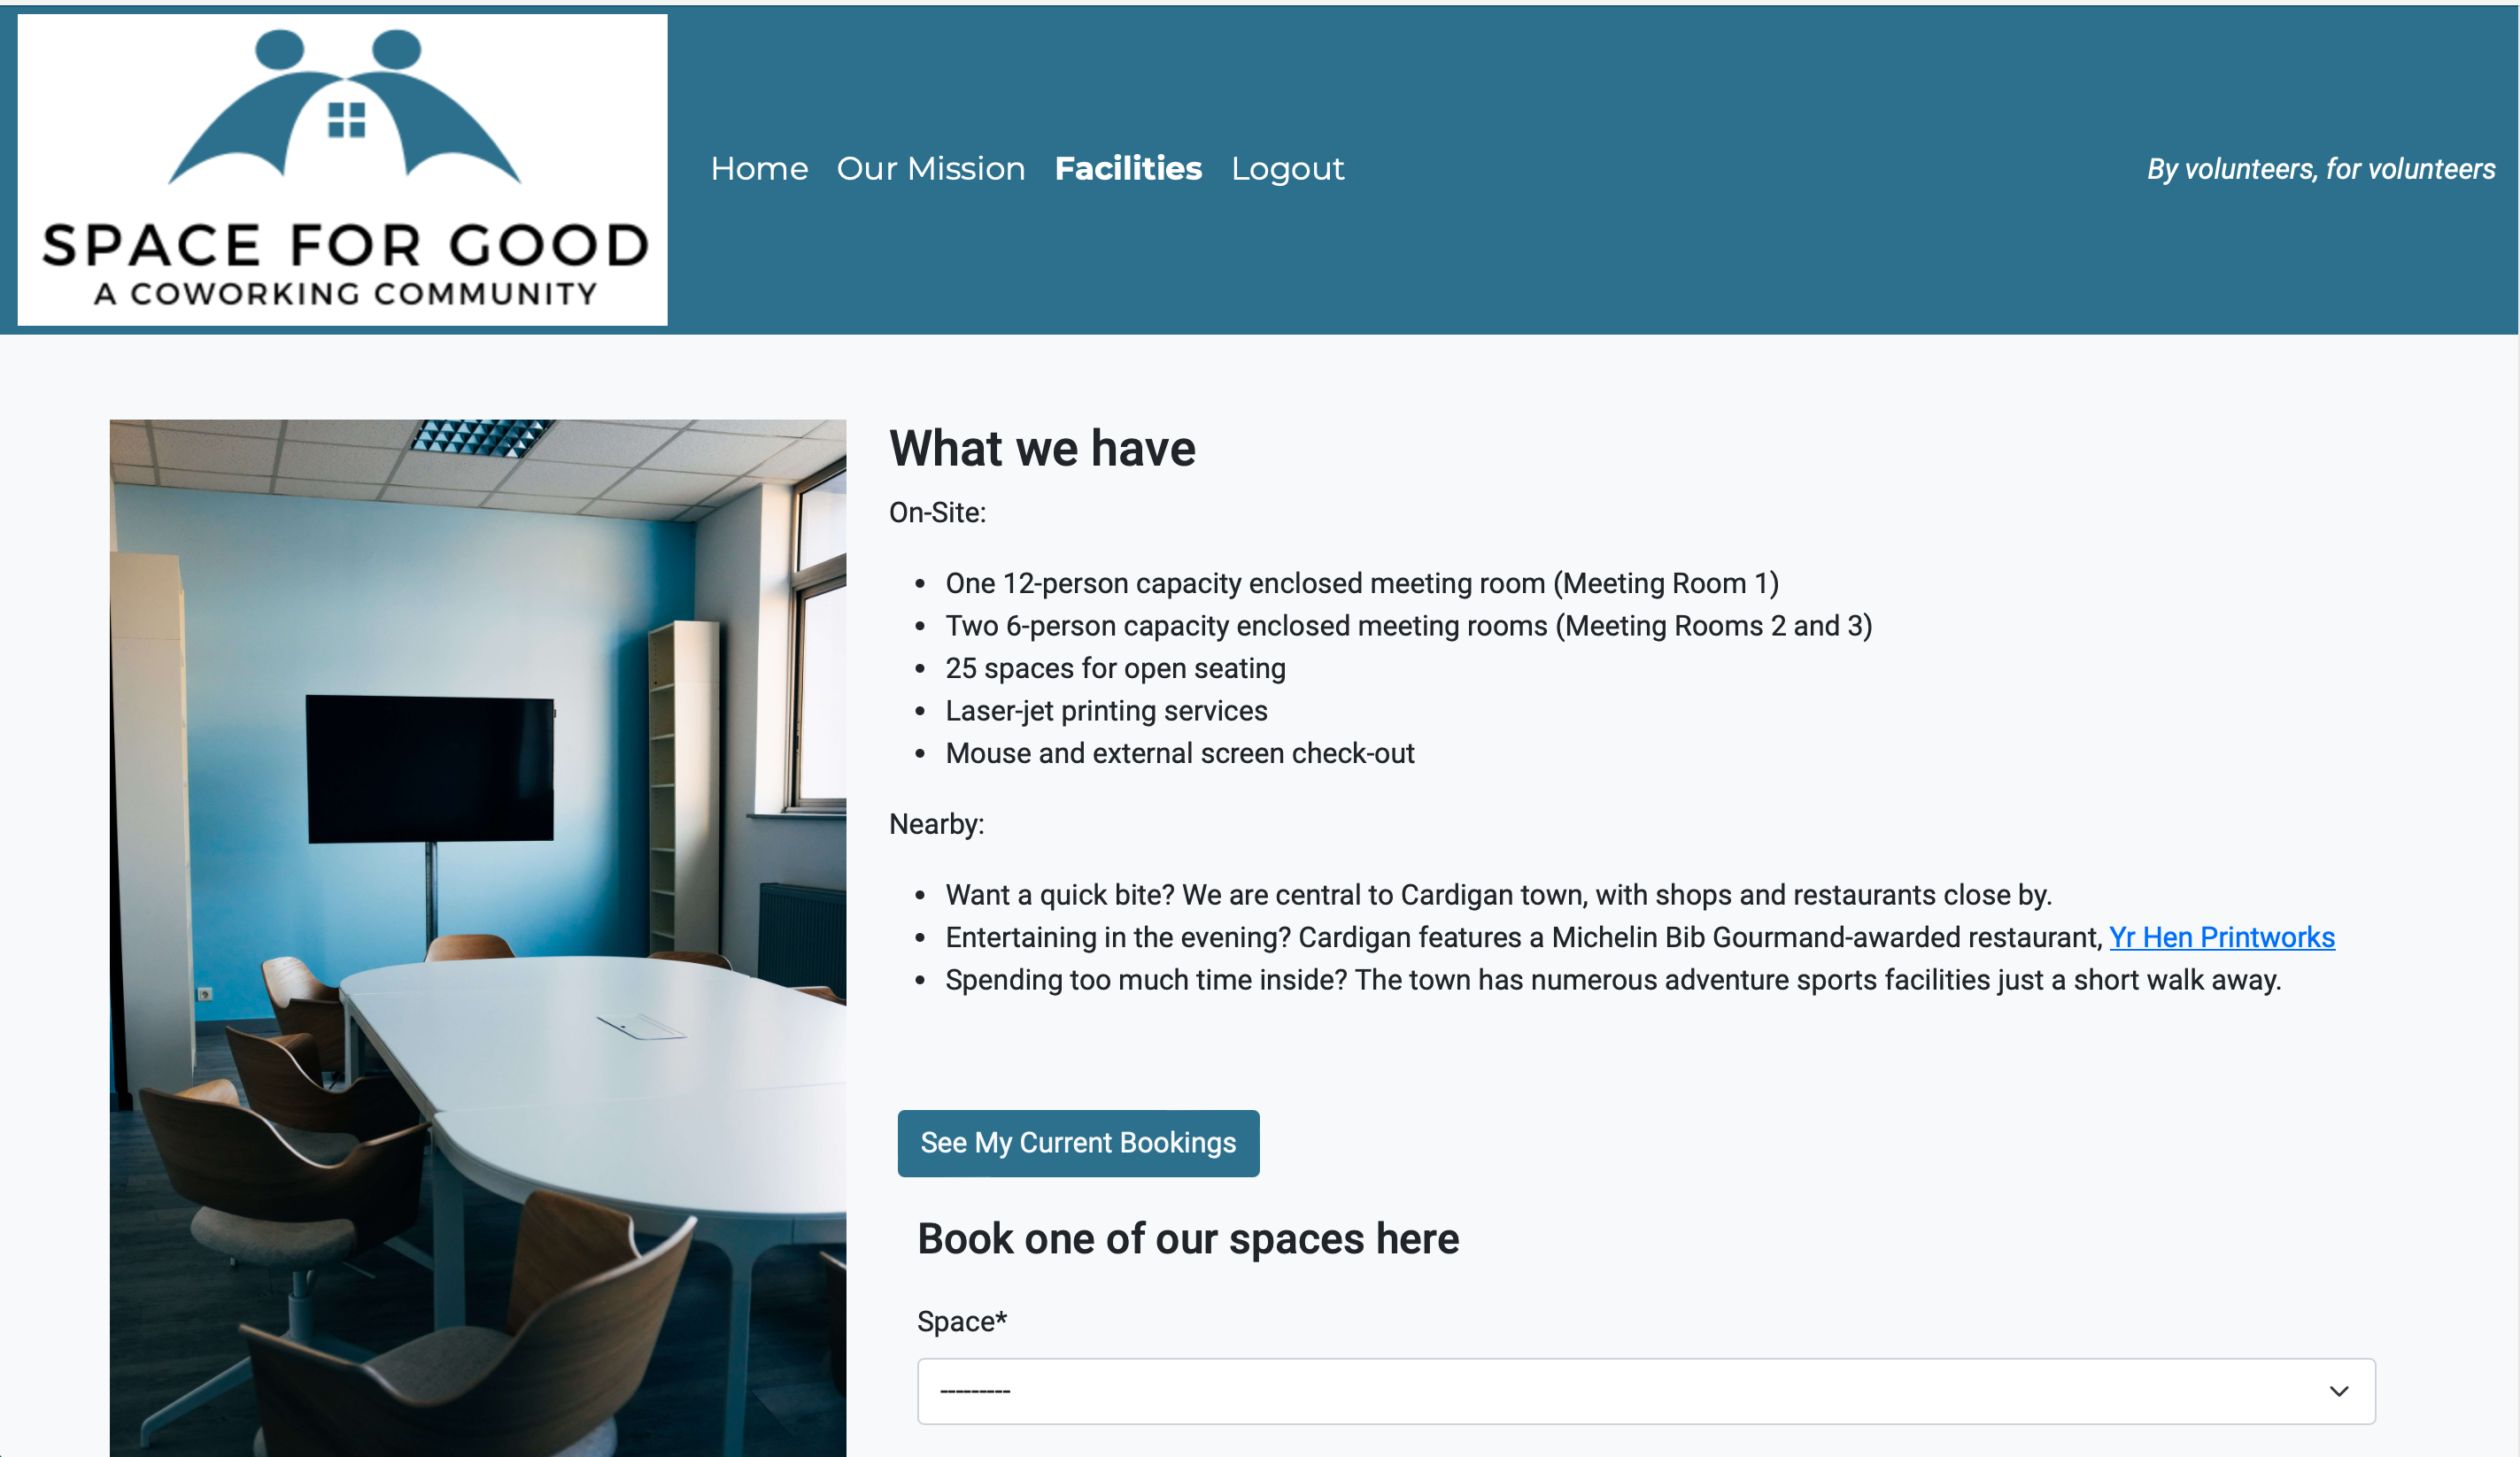 SPACE FOR GOOD
A COWORKING COMMUNITY
Home Our Mission Facilities Logout
By volunteers, for volunteers
What we have
On-Site:
• One 12-person capacity enclosed meeting room (Meeting Room 1)
• Two 6-person capacity enclosed meeting rooms (Meeting Rooms 2 and 3)
• 25 spaces for open seating
• Laser-jet printing services
• Mouse and external screen check-out
Nearby:
• Want a quick bite? We are central to Cardigan town, with shops and restaurants close by.
• Entertaining in the evening? Cardigan features a Michelin Bib Gourmand-awarded restaurant, Yr Hen Printworks
• Spending too much time inside? The town has numerous adventure sports facilities just a short walk away.
See My Current Bookings
Book one of our spaces here
Space*
---------